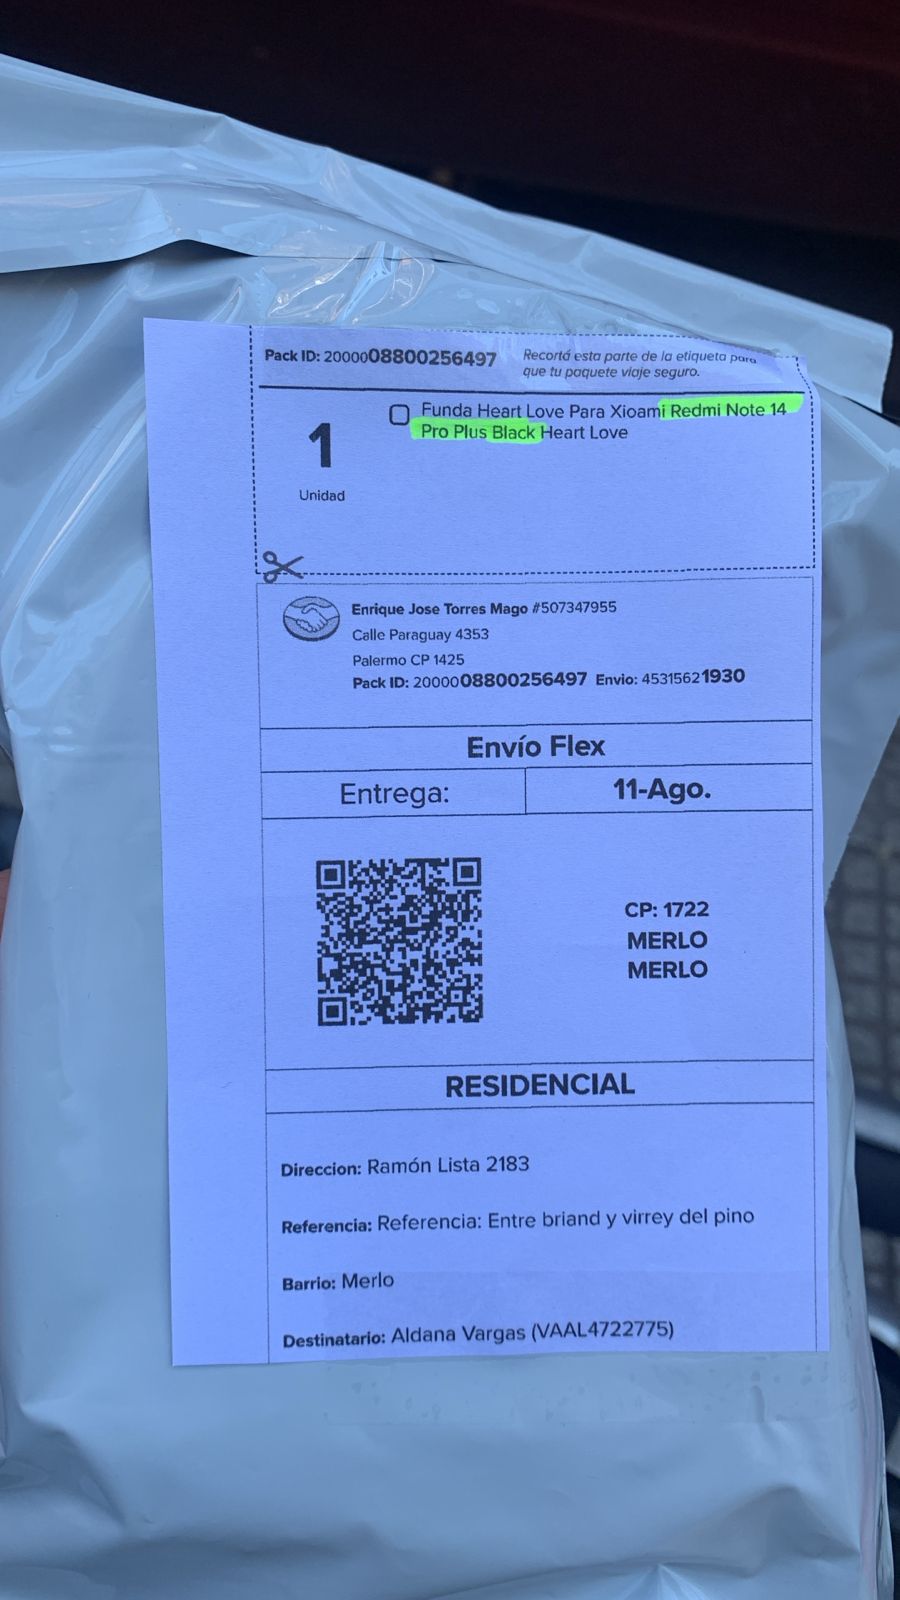 Pack ID: 2000008800256497
Recortá esta parte de la etiqueta para
que tu paquete viaje seguro.
1
Unidad
Funda Heart Love Para Xioami Redmi Note 14
Pro Plus Black Heart Love
Enrique Jose Torres Mago #507347955
Calle Paraguay 4353
Palermo CP 1425
Pack ID: 2000008800256497 Envio: 45315621930
Envío Flex
Entrega:
11-Ago.
CP: 1722
MERLO
MERLO
RESIDENCIAL
Direccion: Ramón Lista 2183
Referencia: Referencia: Entre briand y virrey del pino
Barrio: Merlo
Destinatario: Aldana Vargas (VAAL4722775)